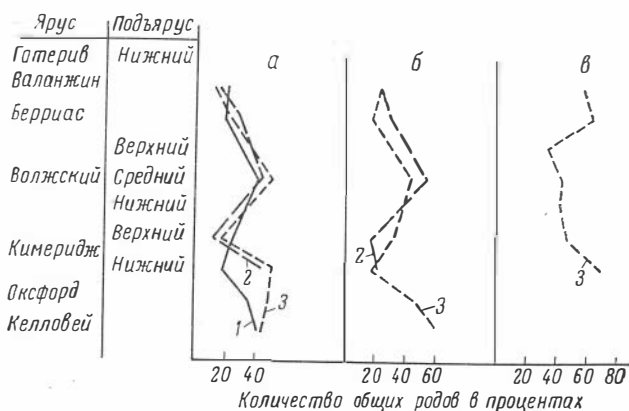 Ярус Подъярус
Готерив Нижний а б в
Валанжин
Берриас
Верхний
Волжский Средний
Нижний
Верхний
Кимеридж 2
Нижний 2 3
Оксфорд
3 3
Келловей 1
20 40 20 40 60 20 40 60 80
Количество общих родов в процентах